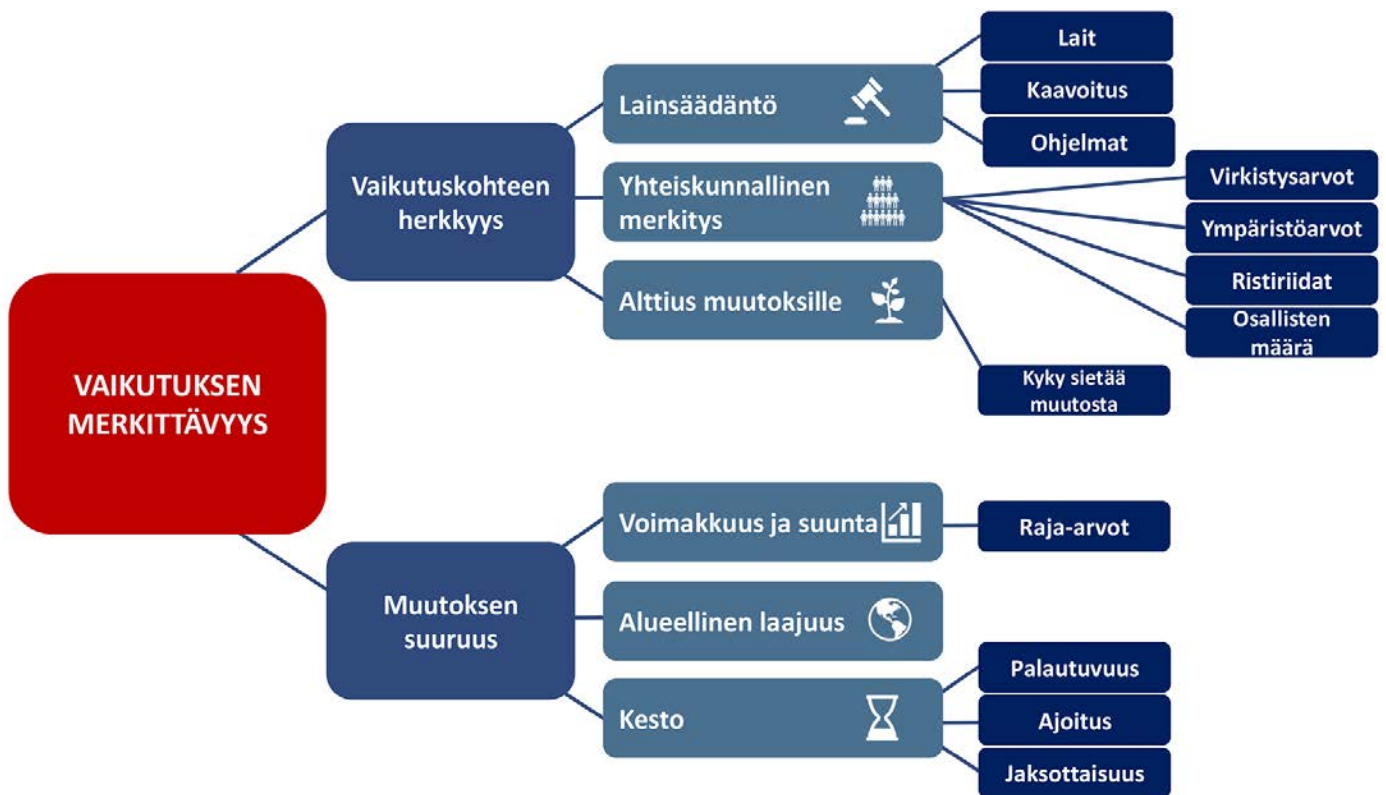 VAIKUTUKSEN
MERKITTÄVYYS
Vaikutuskohteen
herkkyys
Lainsäädäntö
Lait
Kaavoitus
Ohjelmat
Yhteiskunnallinen
merkitys
Virkistysarvot
Ympäristöarvot
Ristiriidat
Osallisten
määrä
Alttius muutoksille
Kyky sietää
muutosta
Muutoksen
suuruus
Voimakkuus ja suunta
Raja-arvot
Alueellinen laajuus
Kesto
Palautuvuus
Ajoitus
Jaksottaisuus